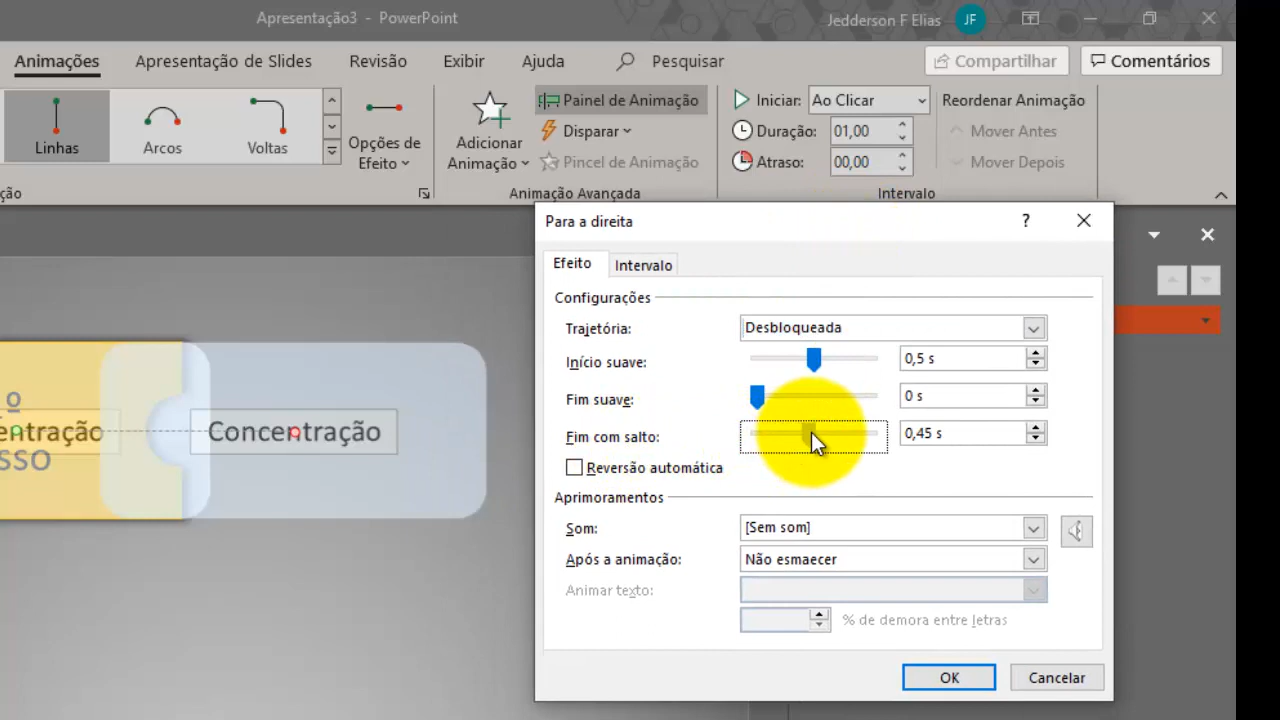 Apresentação3 - PowerPoint
Jedderson F Elias
JF
Animações
Apresentação de Slides
Revisão
Exibir
Ajuda
Pesquisar
Compartilhar
Comentários
Linhas
Arcos
Voltas
Opções de
Efeito
Adicionar
Animação
Painel de Animação
Disparar
Pincel de Animação
Iniciar: Ao Clicar
Duração: 01,00
Atraso: 00,00
Reordenar Animação
Mover Antes
Mover Depois
ção
Animação Avançada
Intervalo
Para a direita
?
Efeito
Intervalo
Configurações
Trajetória: Desbloqueada
Início suave: 0,5 s
Fim suave: 0 s
Fim com salto: 0,45 s
Reversão automática
Aprimoramentos
Som: [Sem som]
Após a animação: Não esmaecer
Animar texto:
% de demora entre letras
OK
Cancelar
º
entração
SSO
Concentração